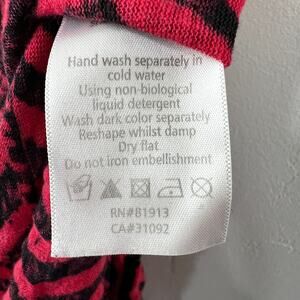 Hand wash separately in
cold water
Using non-biological
liquid detergent
Wash dark color separately
Reshape whilst damp
Dry flat
Do not iron embellishment
RN#81913
CA#31092